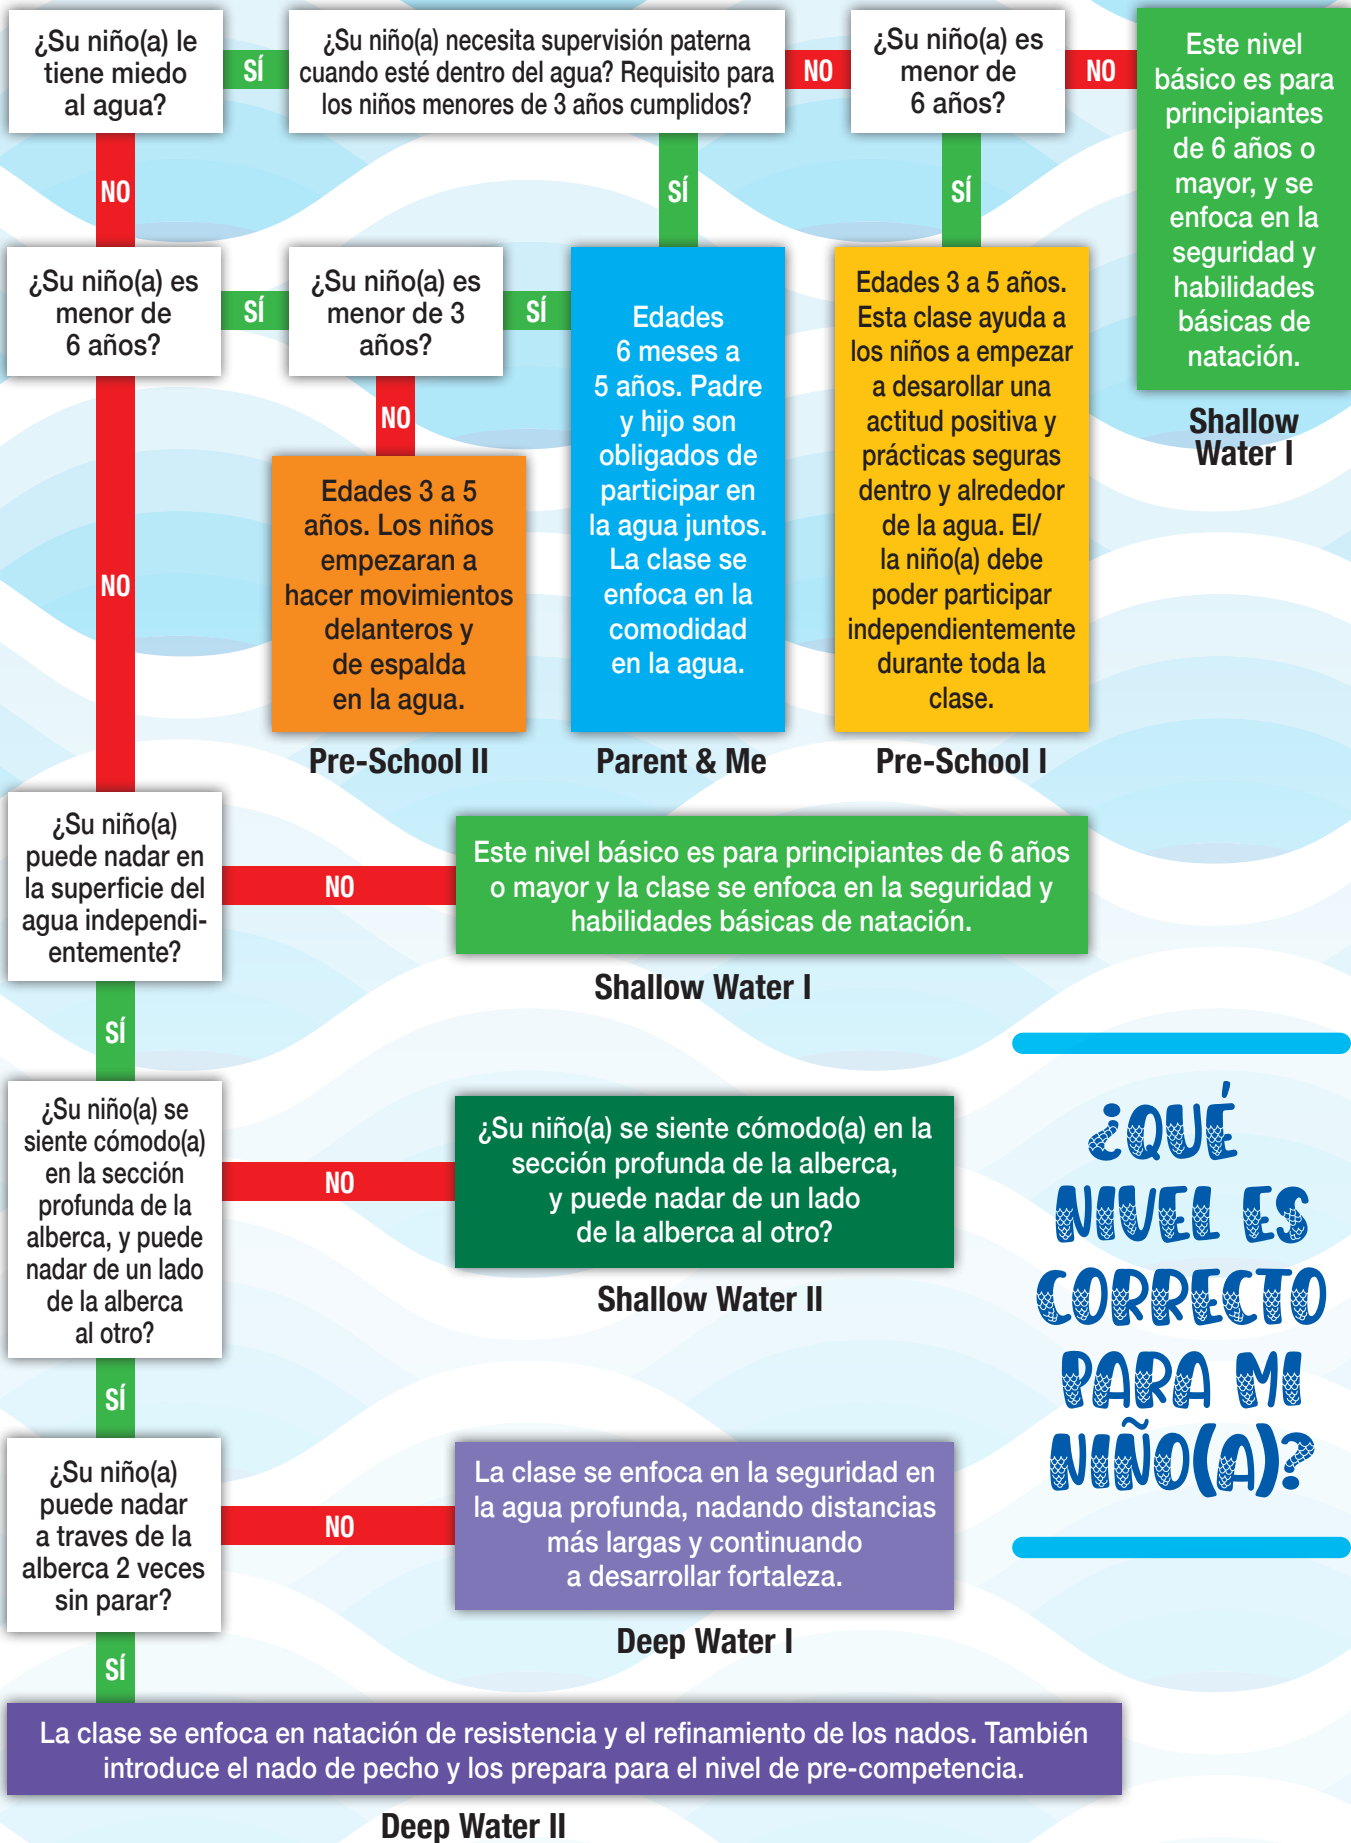 ¿Su niño(a) le
tiene miedo
al agua?
SÍ
¿Su niño(a) necesita supervisión paterna
cuando esté dentro del agua? Requisito para
los niños menores de 3 años cumplidos?
NO
¿Su niño(a) es
menor de
6 años?
NO
Este nivel
básico es para
principiantes
de 6 años o
mayor, y se
enfoca en la
seguridad y
habilidades
básicas de
natación.
Shallow
Water I
NO
SÍ
SÍ
¿Su niño(a) es
menor de
6 años?
SÍ
¿Su niño(a) es
menor de 3
años?
SÍ
NO
Edades 3 a 5
años. Los niños
empezaran a
hacer movimientos
delanteros y
de espalda
en la agua.
Pre-School II
Edades
6 meses a
5 años. Padre
y hijo son
obligados de
participar en
la agua juntos.
La clase se
enfoca en la
comodidad
en la agua.
Parent & Me
Edades 3 a 5 años.
Esta clase ayuda a
los niños a empezar
a desarollar una
actitud positiva y
prácticas seguras
dentro y alrededor
de la agua. El/
la niño(a) debe
poder participar
independientemente
durante toda la
clase.
Pre-School I
NO
¿Su niño(a)
puede nadar en
la superficie del
agua independi-
entemente?
NO
Este nivel básico es para principiantes de 6 años
o mayor y la clase se enfoca en la seguridad y
habilidades básicas de natación.
Shallow Water I
SÍ
¿Su niño(a) se
siente cómodo(a)
en la sección
profunda de la
alberca, y puede
nadar de un lado
de la alberca
al otro?
NO
¿Su niño(a) se siente cómodo(a) en la
sección profunda de la alberca,
y puede nadar de un lado
de la alberca al otro?
Shallow Water II
¿QUÉ
NIVEL ES
CORRECTO
PARA MI
NIÑO(A)?
SÍ
¿Su niño(a)
puede nadar
a traves de la
alberca 2 veces
sin parar?
NO
La clase se enfoca en la seguridad en
la agua profunda, nadando distancias
más largas y continuando
a desarrollar fortaleza.
Deep Water I
SÍ
La clase se enfoca en natación de resistencia y el refinamiento de los nados. También
introduce el nado de pecho y los prepara para el nivel de pre-competencia.
Deep Water II